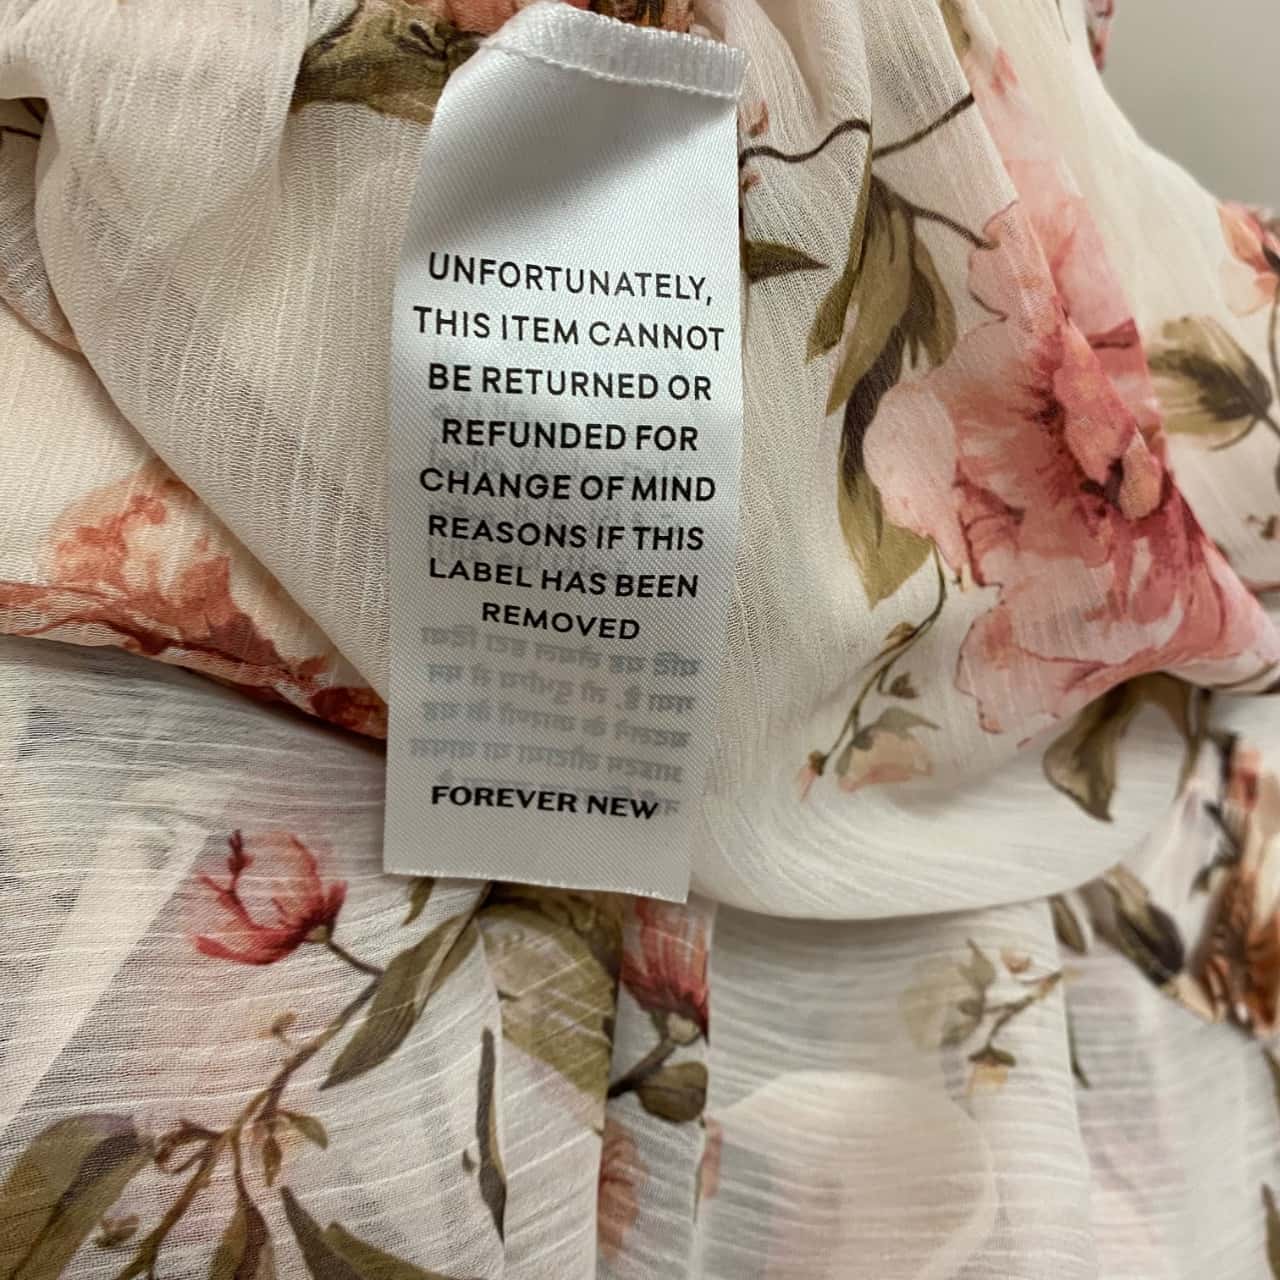 UNFORTUNATELY,
THIS ITEM CANNOT
BE RETURNED OR
REFUNDED FOR
CHANGE OF MIND
REASONS IF THIS
LABEL HAS BEEN
REMOVED
FOREVER NEW